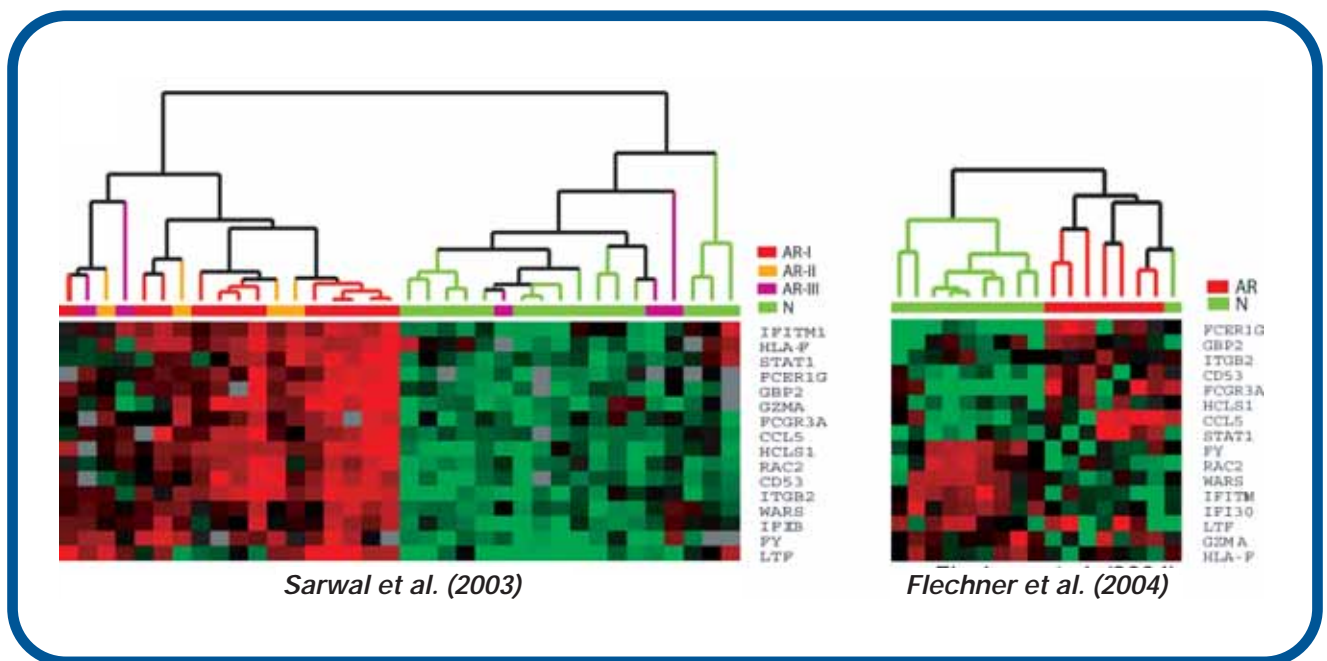 AR-I
AR-II
AR-III
N
IFITM1
HLA-F
STAT1
FCER1G
GBP2
GZMA
FCGR3A
CCL5
HCLS1
RAC2
CD53
ITGB2
WARS
FY
LTF
Sarwal et al. (2003)
AR
N
FCER1G
GBP2
ITGB2
CD53
FCGR3A
HCLS1
CCL5
STAT1
FY
RAC2
WARS
IFITM
IFI30
LTF
GZMA
HLA-F
Flechner et al. (2004)